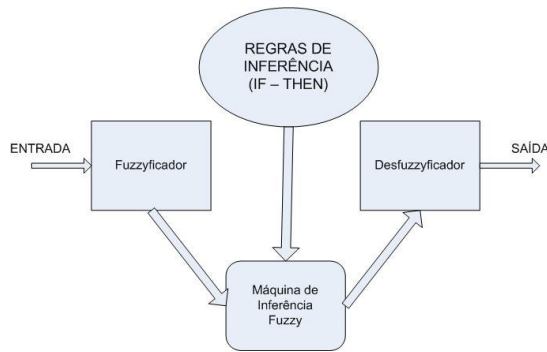 REGRAS DE
INFERÊNCIA
(IF – THEN)
ENTRADA
Fuzzyficador
Desfuzzyficador
SAÍDA
Máquina de
Inferência
Fuzzy